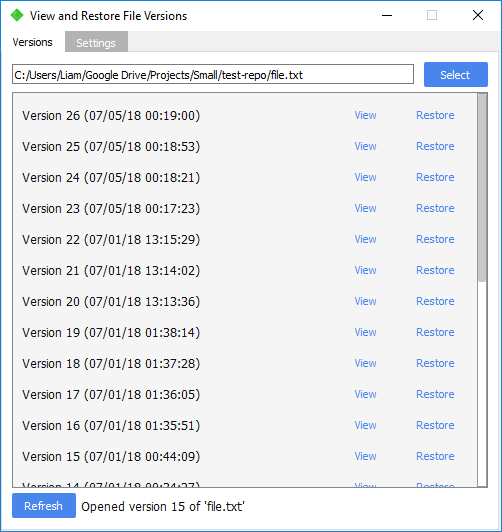 View and Restore File Versions
Versions Settings
C:/Users/Liam/Google Drive/Projects/Small/test-repo/file.txt Select
Version 26 (07/05/18 00:19:00) View Restore
Version 25 (07/05/18 00:18:53) View Restore
Version 24 (07/05/18 00:18:21) View Restore
Version 23 (07/05/18 00:17:23) View Restore
Version 22 (07/01/18 13:15:29) View Restore
Version 21 (07/01/18 13:14:02) View Restore
Version 20 (07/01/18 13:13:36) View Restore
Version 19 (07/01/18 01:38:14) View Restore
Version 18 (07/01/18 01:37:28) View Restore
Version 17 (07/01/18 01:36:05) View Restore
Version 16 (07/01/18 01:35:51) View Restore
Version 15 (07/01/18 00:44:09) View Restore
Version 14 (07/01/18 00:34:27) View Restore
Refresh Opened version 15 of 'file.txt'